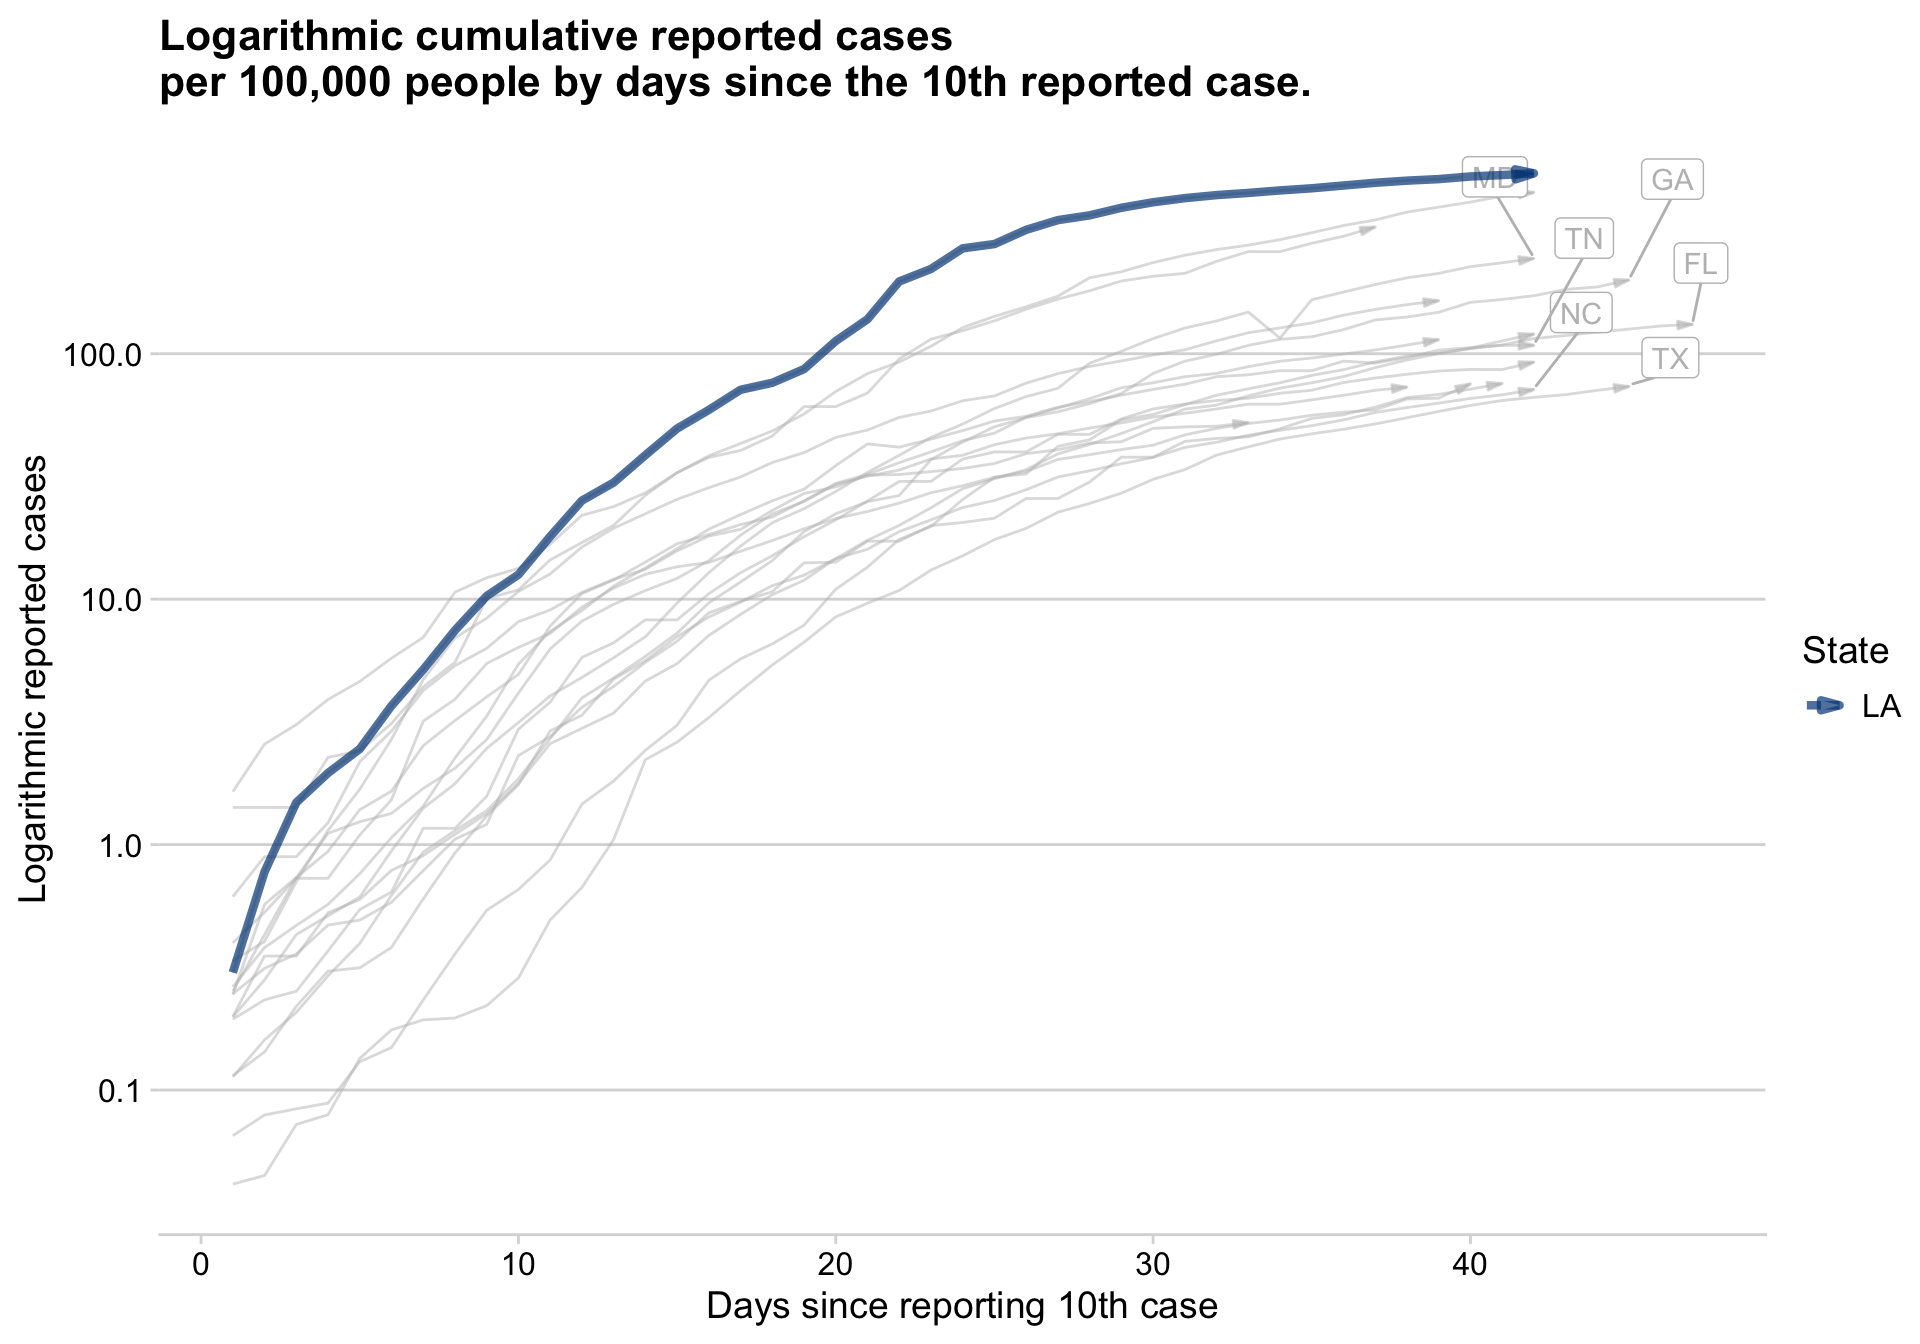 Logarithmic cumulative reported cases
per 100,000 people by days since the 10th reported case.
MD
GA
TN
FL
NC
TX
100.0
10.0
1.0
0.1
Logarithmic reported cases
State
LA
0
10
20
30
40
Days since reporting 10th case